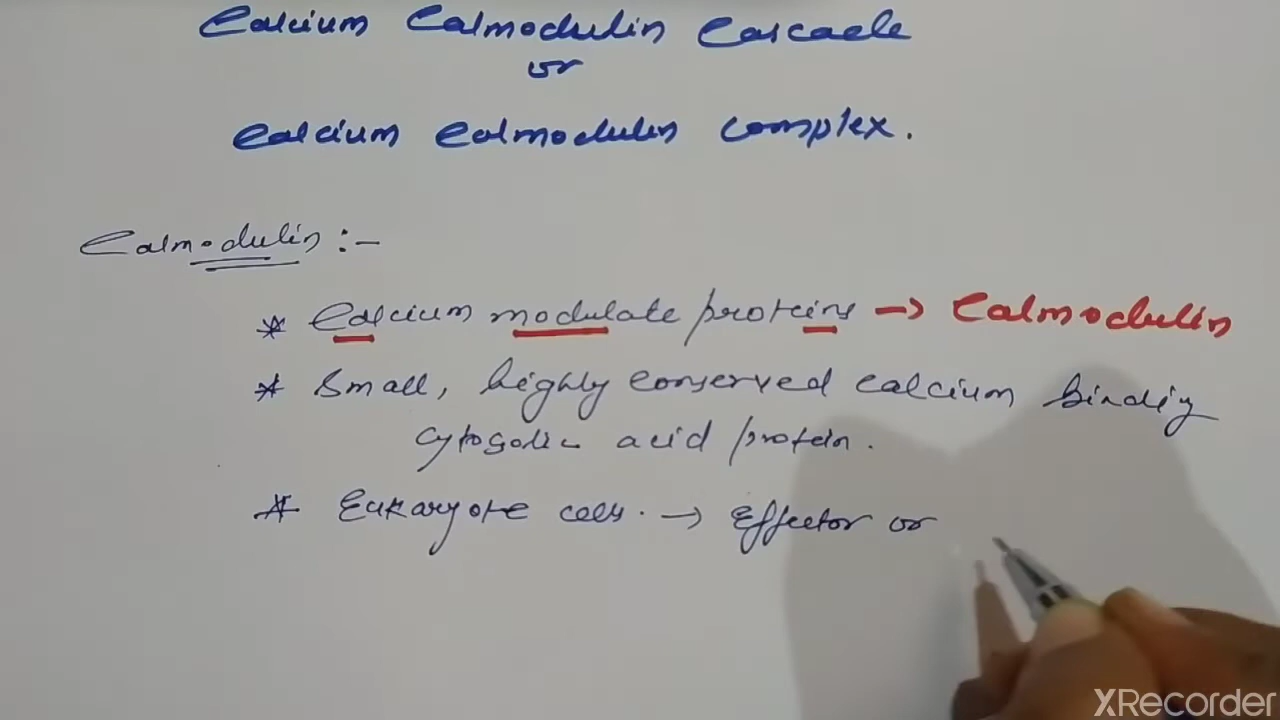 Calcium Calmodulin Cascade
or
Calcium Calmodulin complex.
Calmodulin :-
* Calcium modulate proteins → Calmodulin
* Small, highly conserved calcium binding
cytosolic acid protein.
* Eukaryote cells. → Effector or
XRecorder